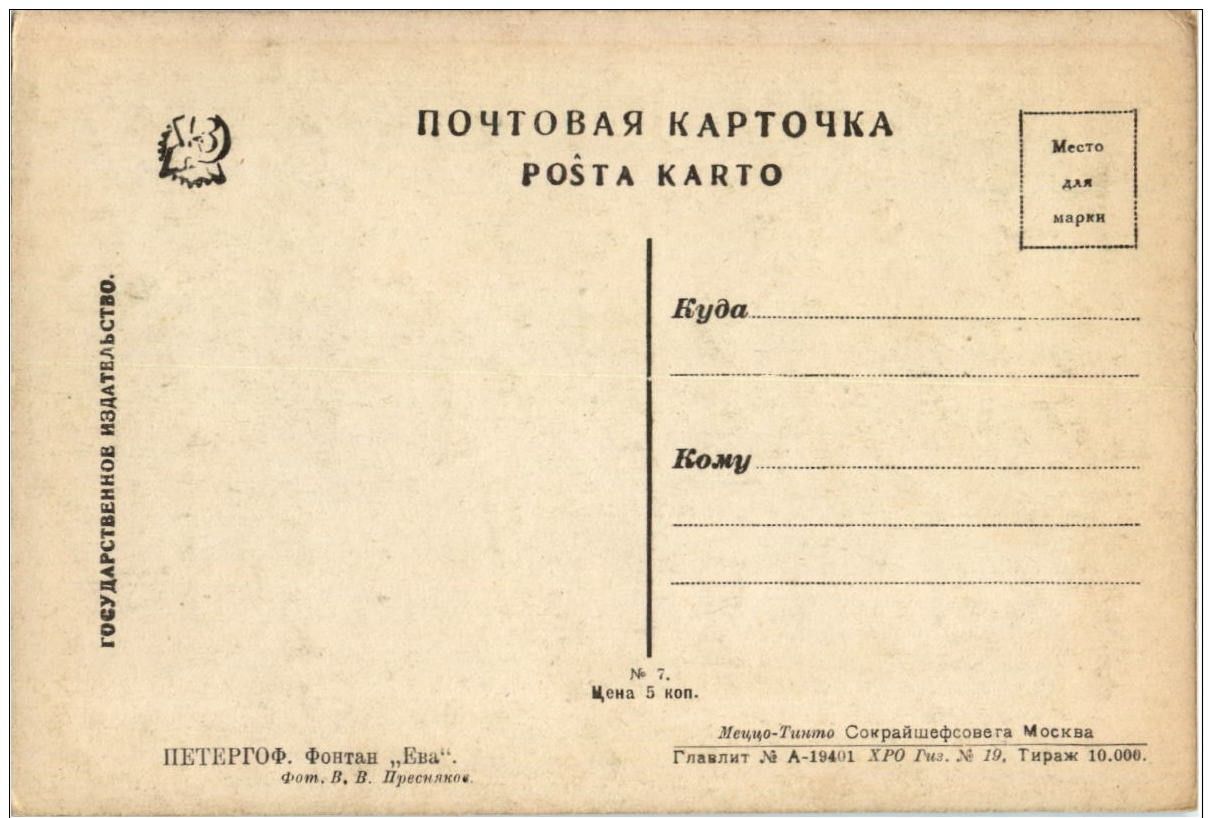 ПОЧТОВАЯ КАРТОЧКА
POŜTA KARTO
Место
для
марки
ГОСУДАРСТВЕННОЕ ИЗДАТЕЛЬСТВО.
Куда
Кому
№ 7.
Цена 5 коп.
ПЕТЕРГОФ. Фонтан „Ева“.
Фот. В. В. Пресняков.
Меццо-Тинто Сокрайшефсовета Москва
Главлит № А-19401 ХРО Гиз. № 19. Тираж 10.000.